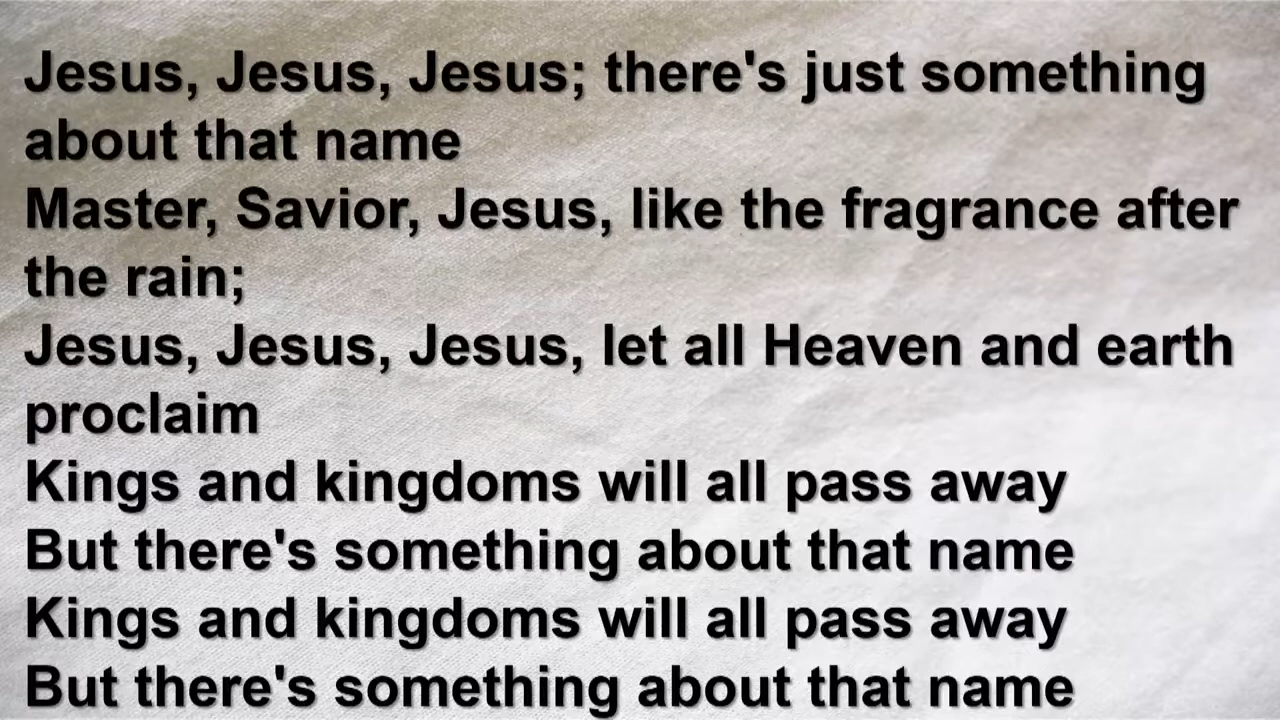 Jesus, Jesus, Jesus; there's just something
about that name
Master, Savior, Jesus, like the fragrance after
the rain;
Jesus, Jesus, Jesus, let all Heaven and earth
proclaim
Kings and kingdoms will all pass away
But there's something about that name
Kings and kingdoms will all pass away
But there's something about that name